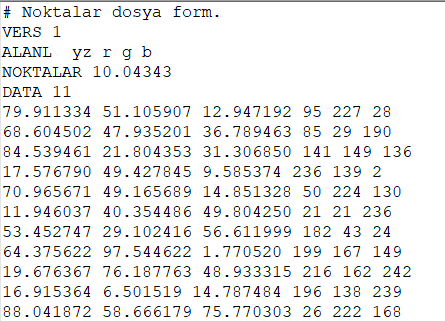 # Noktalar dosya form.
VERS 1
ALANL  yz r g b
NOKTALAR 10.04343
DATA 11
79.911334 51.105907 12.947192 95 227 28
68.604502 47.935201 36.789463 85 29 190
84.539461 21.804353 31.306850 141 149 136
17.576790 49.427845 9.585374 236 139 2
70.965671 49.165689 14.851328 50 224 130
11.946037 40.354486 49.804250 21 21 236
53.452747 29.102416 56.611999 182 43 24
64.375622 97.544622 1.770520 199 167 149
19.676367 76.187763 48.933315 216 162 242
16.915364 6.501519 14.787484 196 138 239
88.041872 58.666179 75.770303 26 222 168